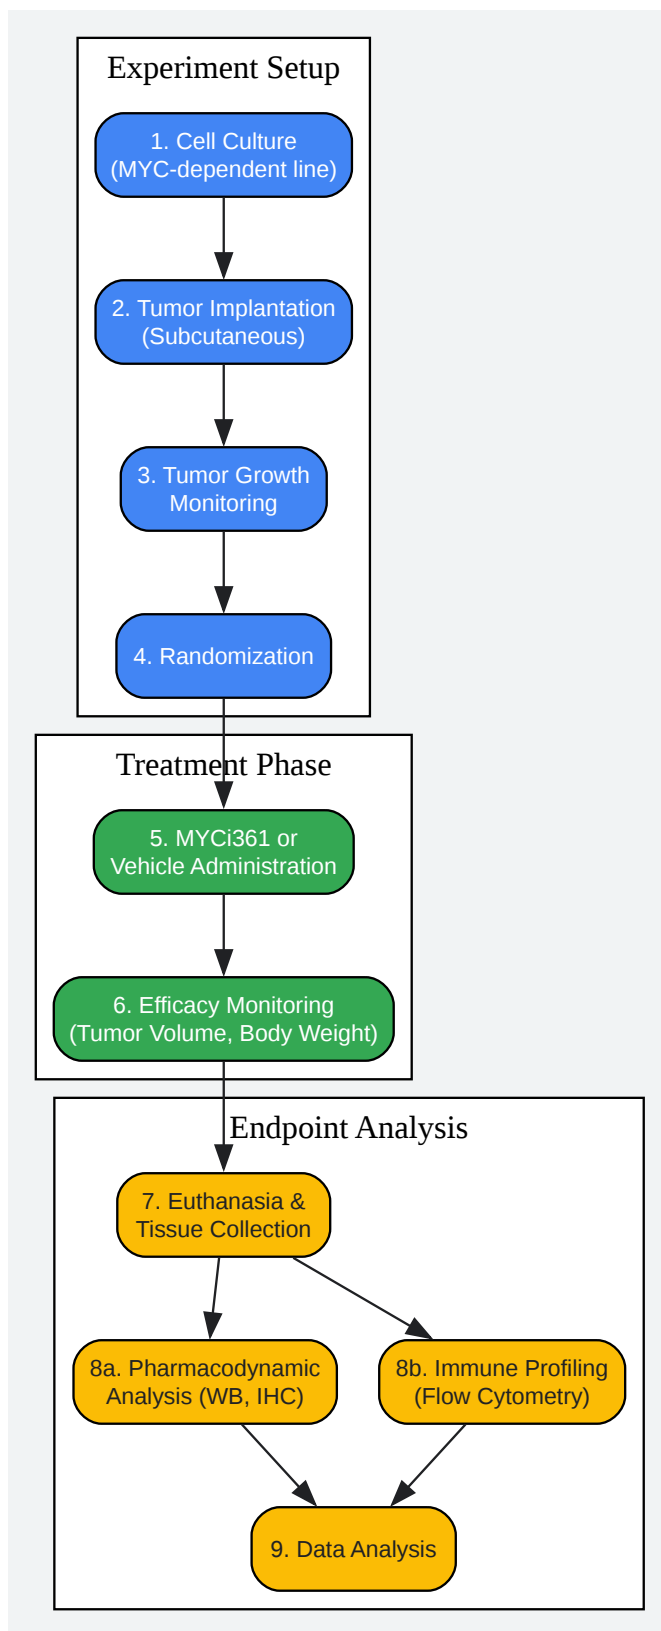 Experiment Setup
1. Cell Culture
(MYC-dependent line)
2. Tumor Implantation
(Subcutaneous)
3. Tumor Growth
Monitoring
4. Randomization
Treatment Phase
5. MYCi361 or
Vehicle Administration
6. Efficacy Monitoring
(Tumor Volume, Body Weight)
Endpoint Analysis
7. Euthanasia &
Tissue Collection
8a. Pharmacodynamic
Analysis (WB, IHC)
8b. Immune Profiling
(Flow Cytometry)
9. Data Analysis